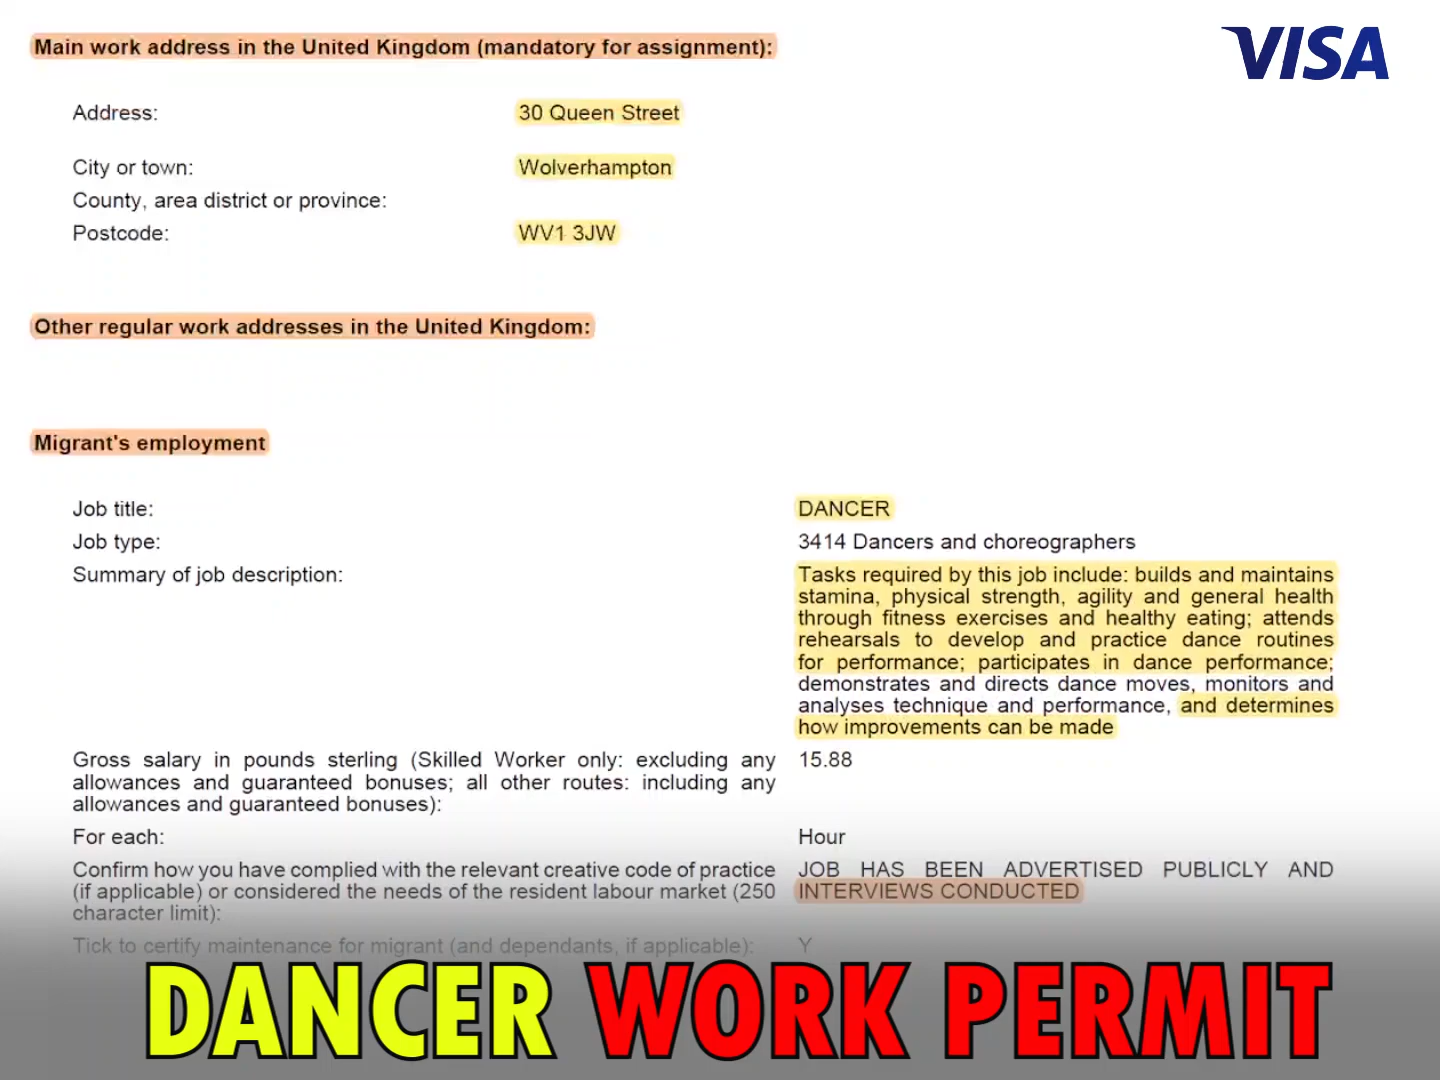 Main work address in the United Kingdom (mandatory for assignment):
VISA
Address: 30 Queen Street
City or town: Wolverhampton
County, area district or province:
Postcode: WV1 3JW
Other regular work addresses in the United Kingdom:
Migrant's employment
Job title: DANCER
Job type: 3414 Dancers and choreographers
Summary of job description: Tasks required by this job include: builds and maintains
stamina, physical strength, agility and general health
through fitness exercises and healthy eating; attends
rehearsals to develop and practice dance routines
for performance; participates in dance performance;
demonstrates and directs dance moves, monitors and
analyses technique and performance, and determines
how improvements can be made
Gross salary in pounds sterling (Skilled Worker only: excluding any 15.88
allowances and guaranteed bonuses; all other routes: including any
allowances and guaranteed bonuses):
For each: Hour
Confirm how you have complied with the relevant creative code of practice JOB HAS BEEN ADVERTISED PUBLICLY AND
(if applicable) or considered the needs of the resident labour market (250 INTERVIEWS CONDUCTED
character limit):
Tick to certify maintenance for migrant (and dependants, if applicable): Y
DANCER WORK PERMIT